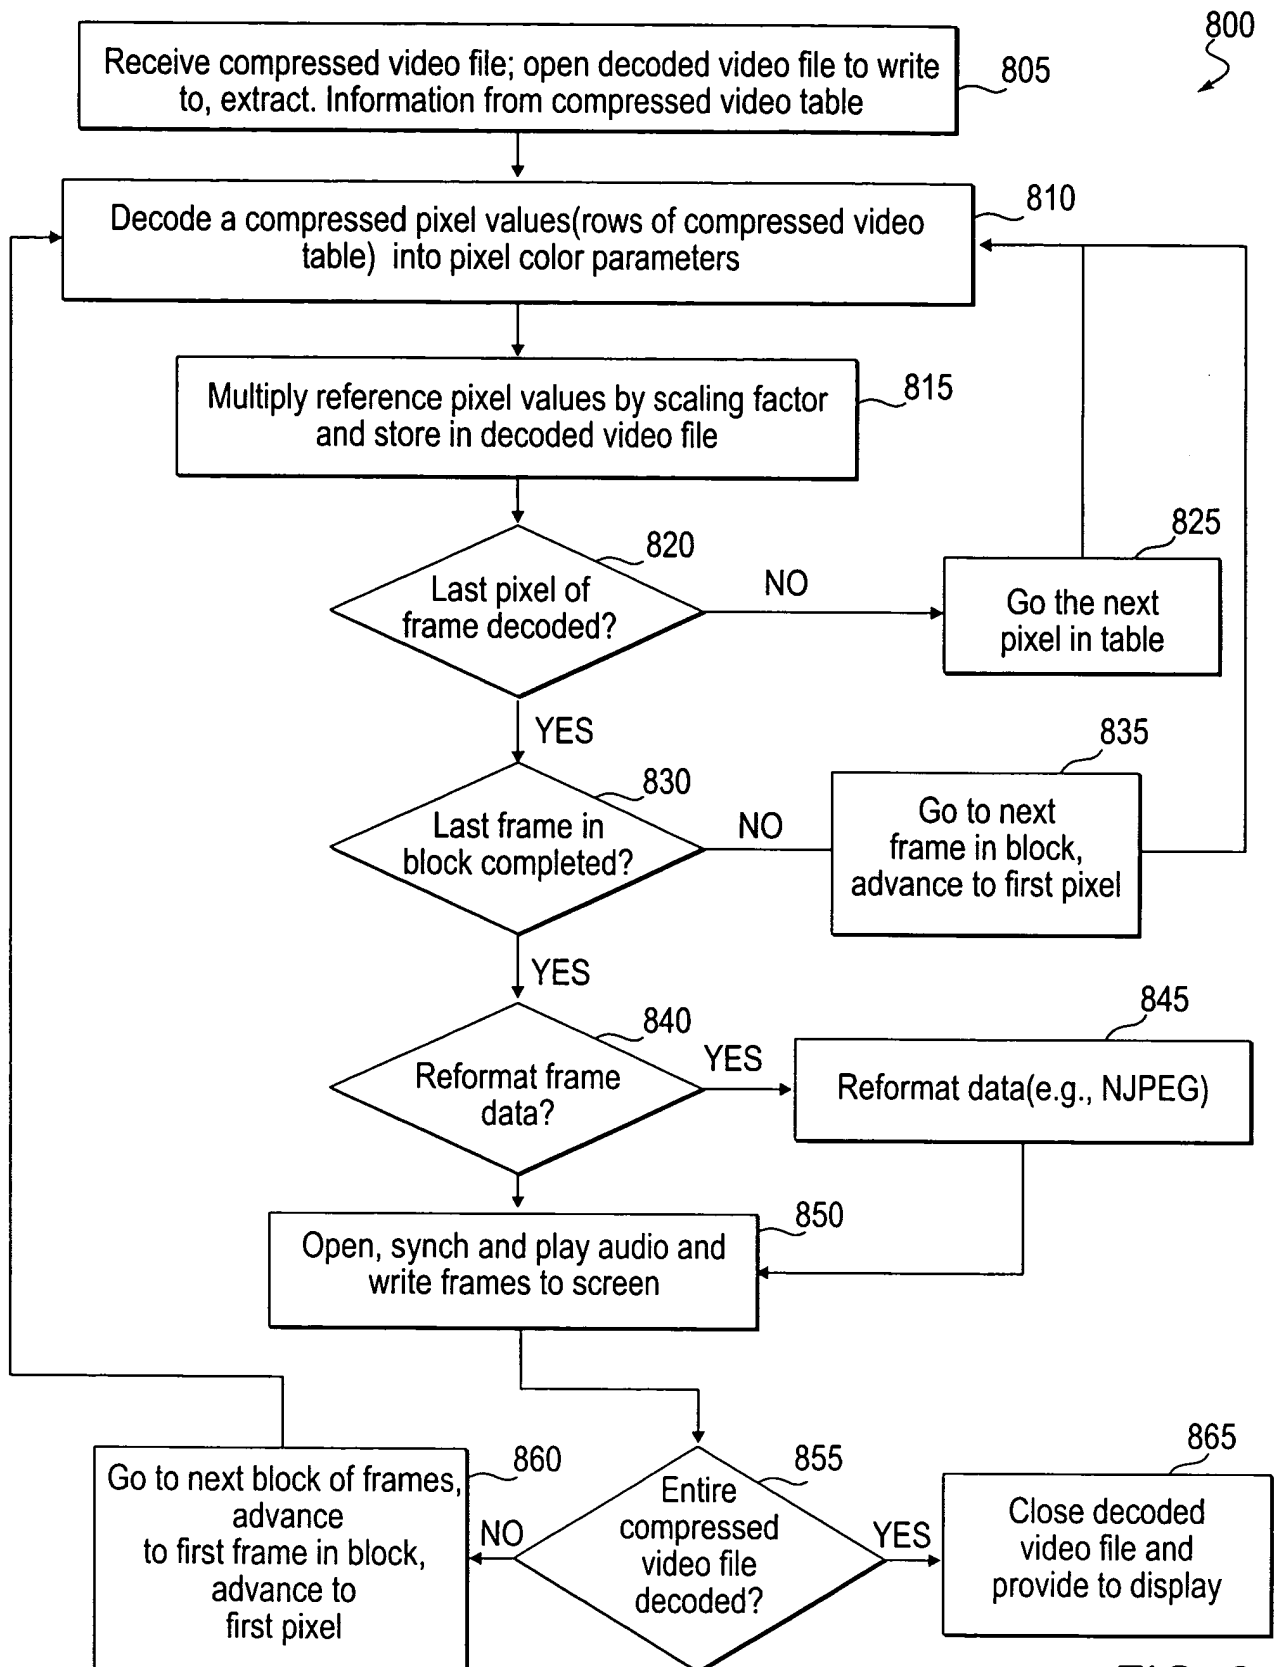 800
Receive compressed video file; open decoded video file to write
to, extract. Information from compressed video table
805
Decode a compressed pixel values(rows of compressed video
table) into pixel color parameters
810
Multiply reference pixel values by scaling factor
and store in decoded video file
815
Last pixel of
frame decoded?
820
NO
Go the next
pixel in table
825
YES
Last frame in
block completed?
830
NO
Go to next
frame in block,
advance to first pixel
835
YES
Reformat frame
data?
840
YES
Reformat data(e.g., NJPEG)
845
Open, synch and play audio and
write frames to screen
850
Entire
compressed
video file
decoded?
855
NO
Go to next block of frames,
advance
to first frame in block,
advance to
first pixel
860
YES
Close decoded
video file and
provide to display
865